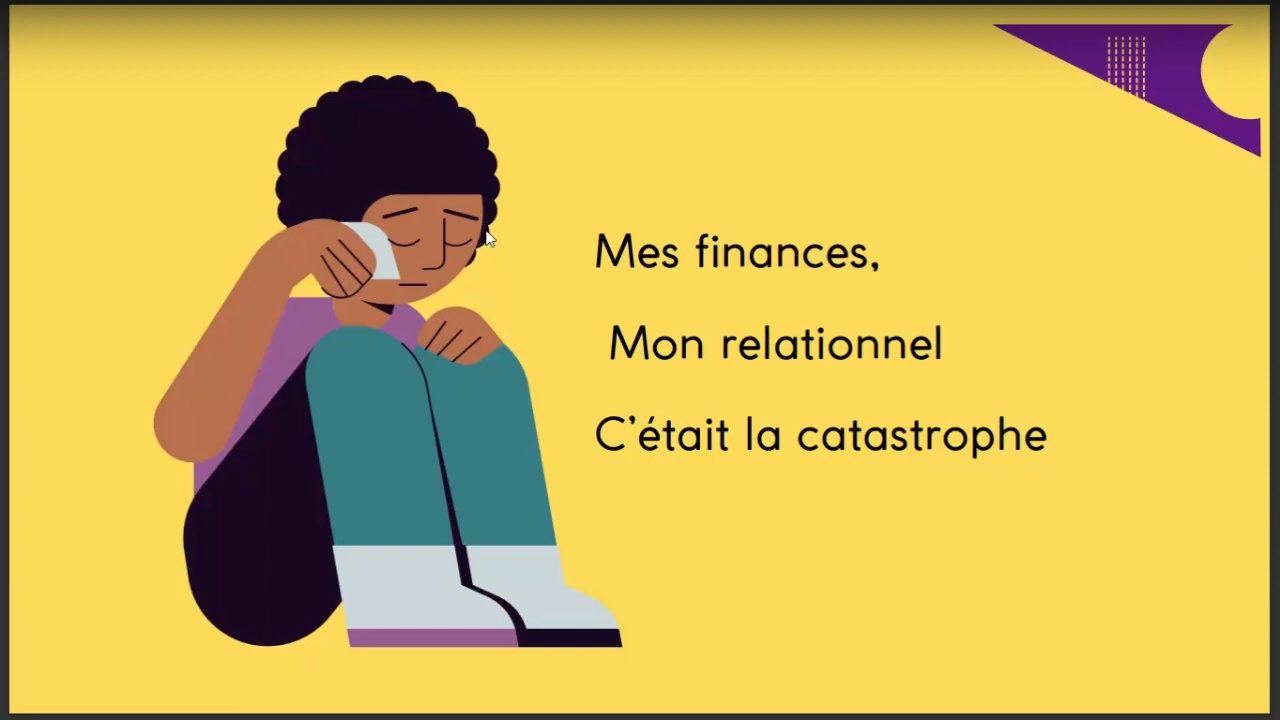 Mes finances,
Mon relationnel
C’était la catastrophe